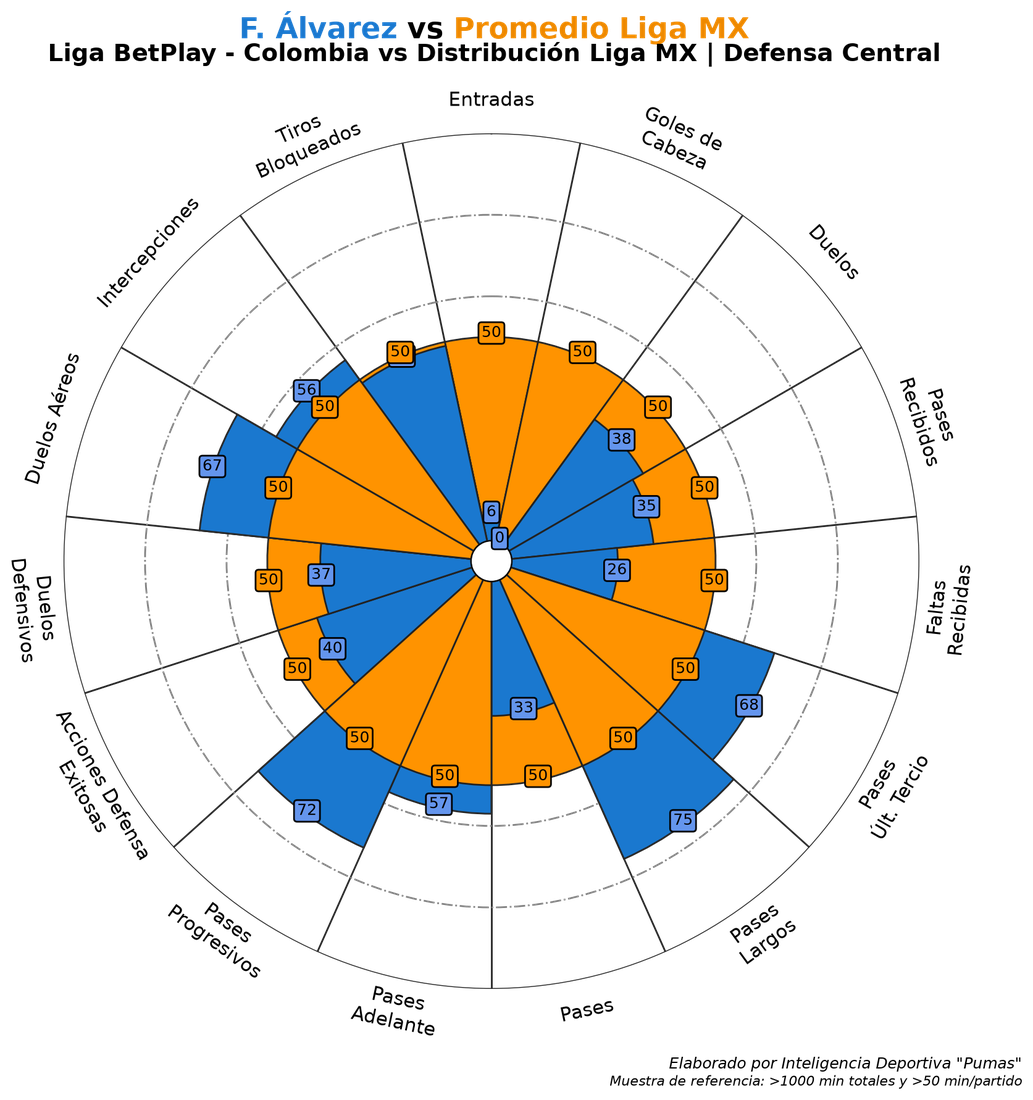 F. Álvarez vs Promedio Liga MX
Liga BetPlay - Colombia vs Distribución Liga MX | Defensa Central
Entradas
Goles de
Cabeza
Duelos
Pases
Recibidos
Faltas
Recibidas
Pases
Últ. Tercio
Pases
Largos
Pases
Pases
Adelante
Pases
Progresivos
Acciones Defensa
Exitosas
Duelos
Defensivos
Duelos Aéreos
Intercepciones
Tiros
Bloqueados
50
6
50
0
50
38
50
35
50
26
50
68
50
75
50
33
50
57
50
72
50
40
50
37
50
67
50
56
50
Elaborado por Inteligencia Deportiva "Pumas"
Muestra de referencia: >1000 min totales y >50 min/partido